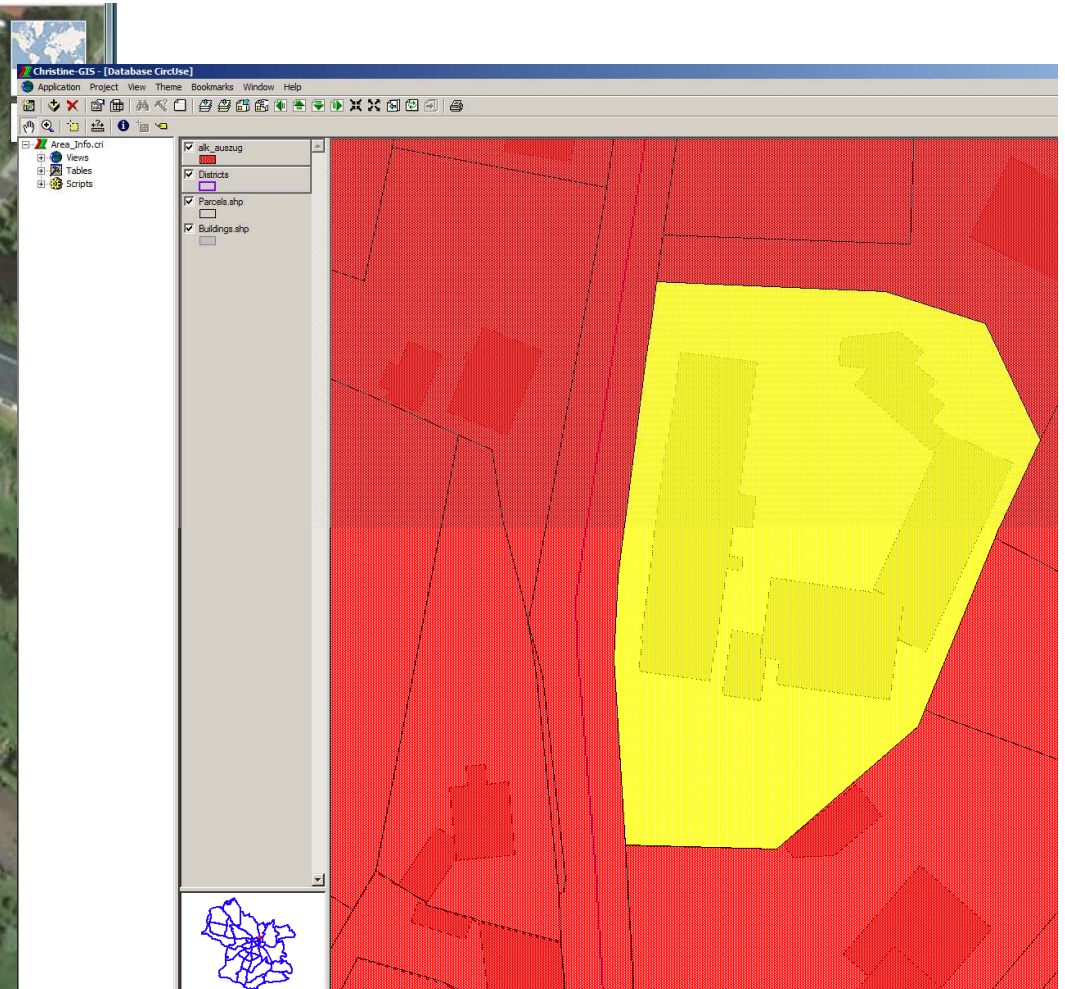 Christine-GIS - [Database CircUse]
Application Project View Theme Bookmarks Window Help
Area_Info.cri
Views
Tables
Scripts
alk_auszug
Districts
Parcels.shp
Buildings.shp